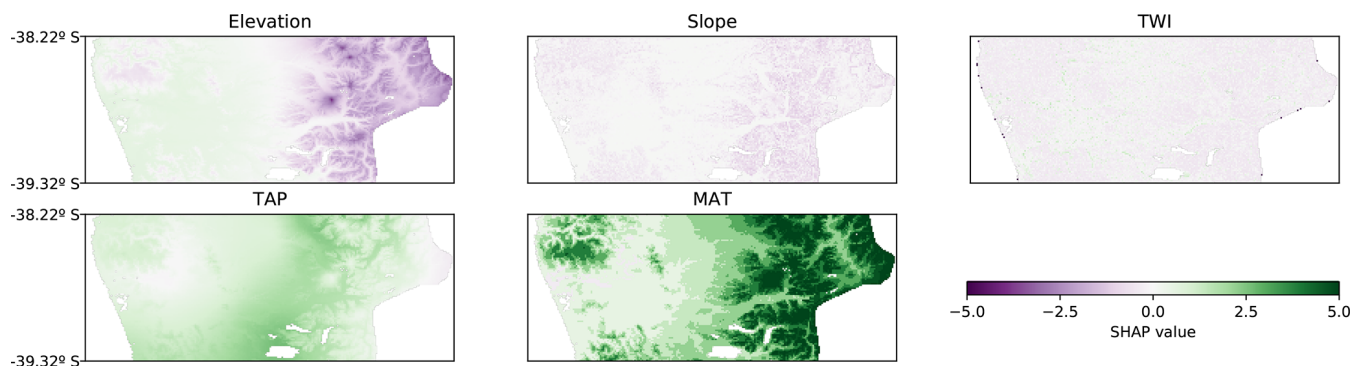 Elevation
Slope
TWI
-38.22º S
-39.32º S
TAP
MAT
-38.22º S
-39.32º S
−5.0 −2.5 0.0 2.5 5.0
SHAP value